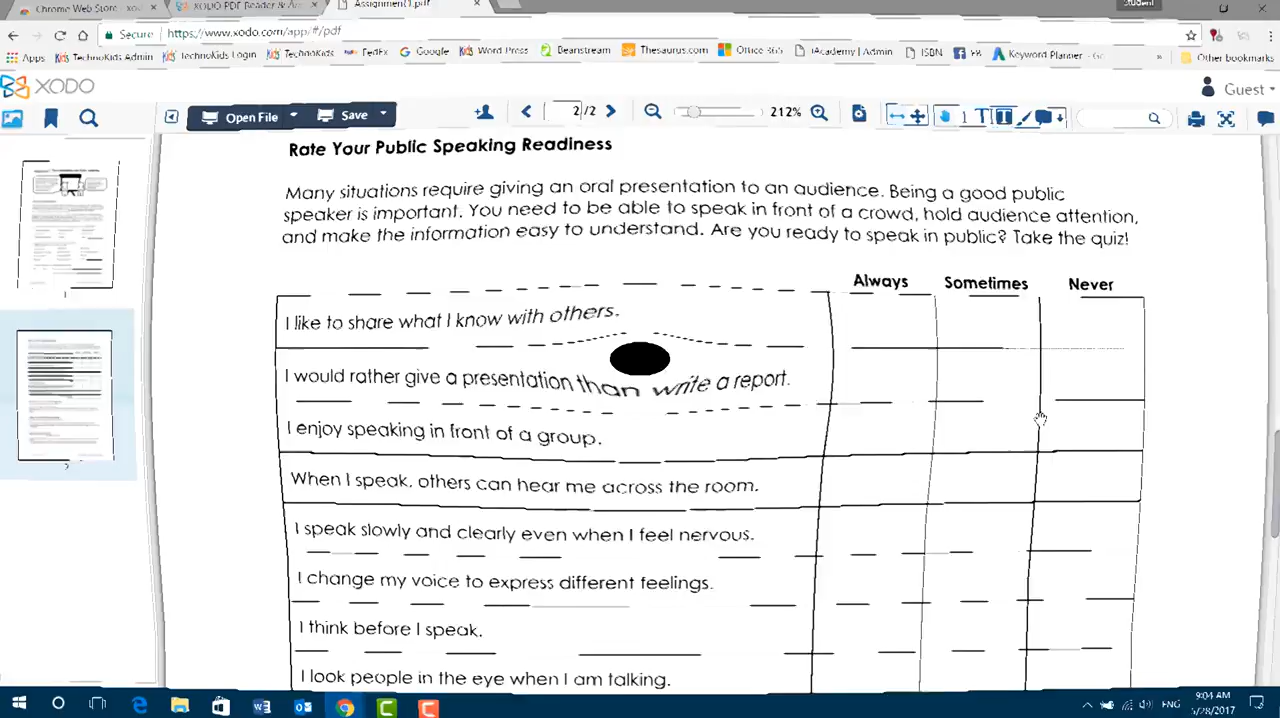 Chrome Web Store - xo
XODO PDF Reader & An
Assignment1.pdf
Student
Secure
https://www.xodo.com/app/#/pdf
Apps
TechnoKids Admin
TechnoKids Login
TechnoKids
FedEx
Google
Word Press
Beanstream
Thesaurus.com
Office 365
iAcademy | Admin
ISBN
Keyword Planner - Go
Other bookmarks
XODO
Guest
Open File
Save
2/2
212%
Rate Your Public Speaking Readiness
Many situations require giving an oral presentation to an audience. Being a good public
speaker is important. You need to be able to speak in front of a crowd, hold audience attention,
and make the information easy to understand. Are you ready to speak in public? Take the quiz!
Always Sometimes Never
I like to share what I know with others.
I would rather give a presentation than write a report.
I enjoy speaking in front of a group.
When I speak, others can hear me across the room.
I speak slowly and clearly even when I feel nervous.
I change my voice to express different feelings.
I think before I speak.
I look people in the eye when I am talking.
ENG
9:04 AM
5/28/2017